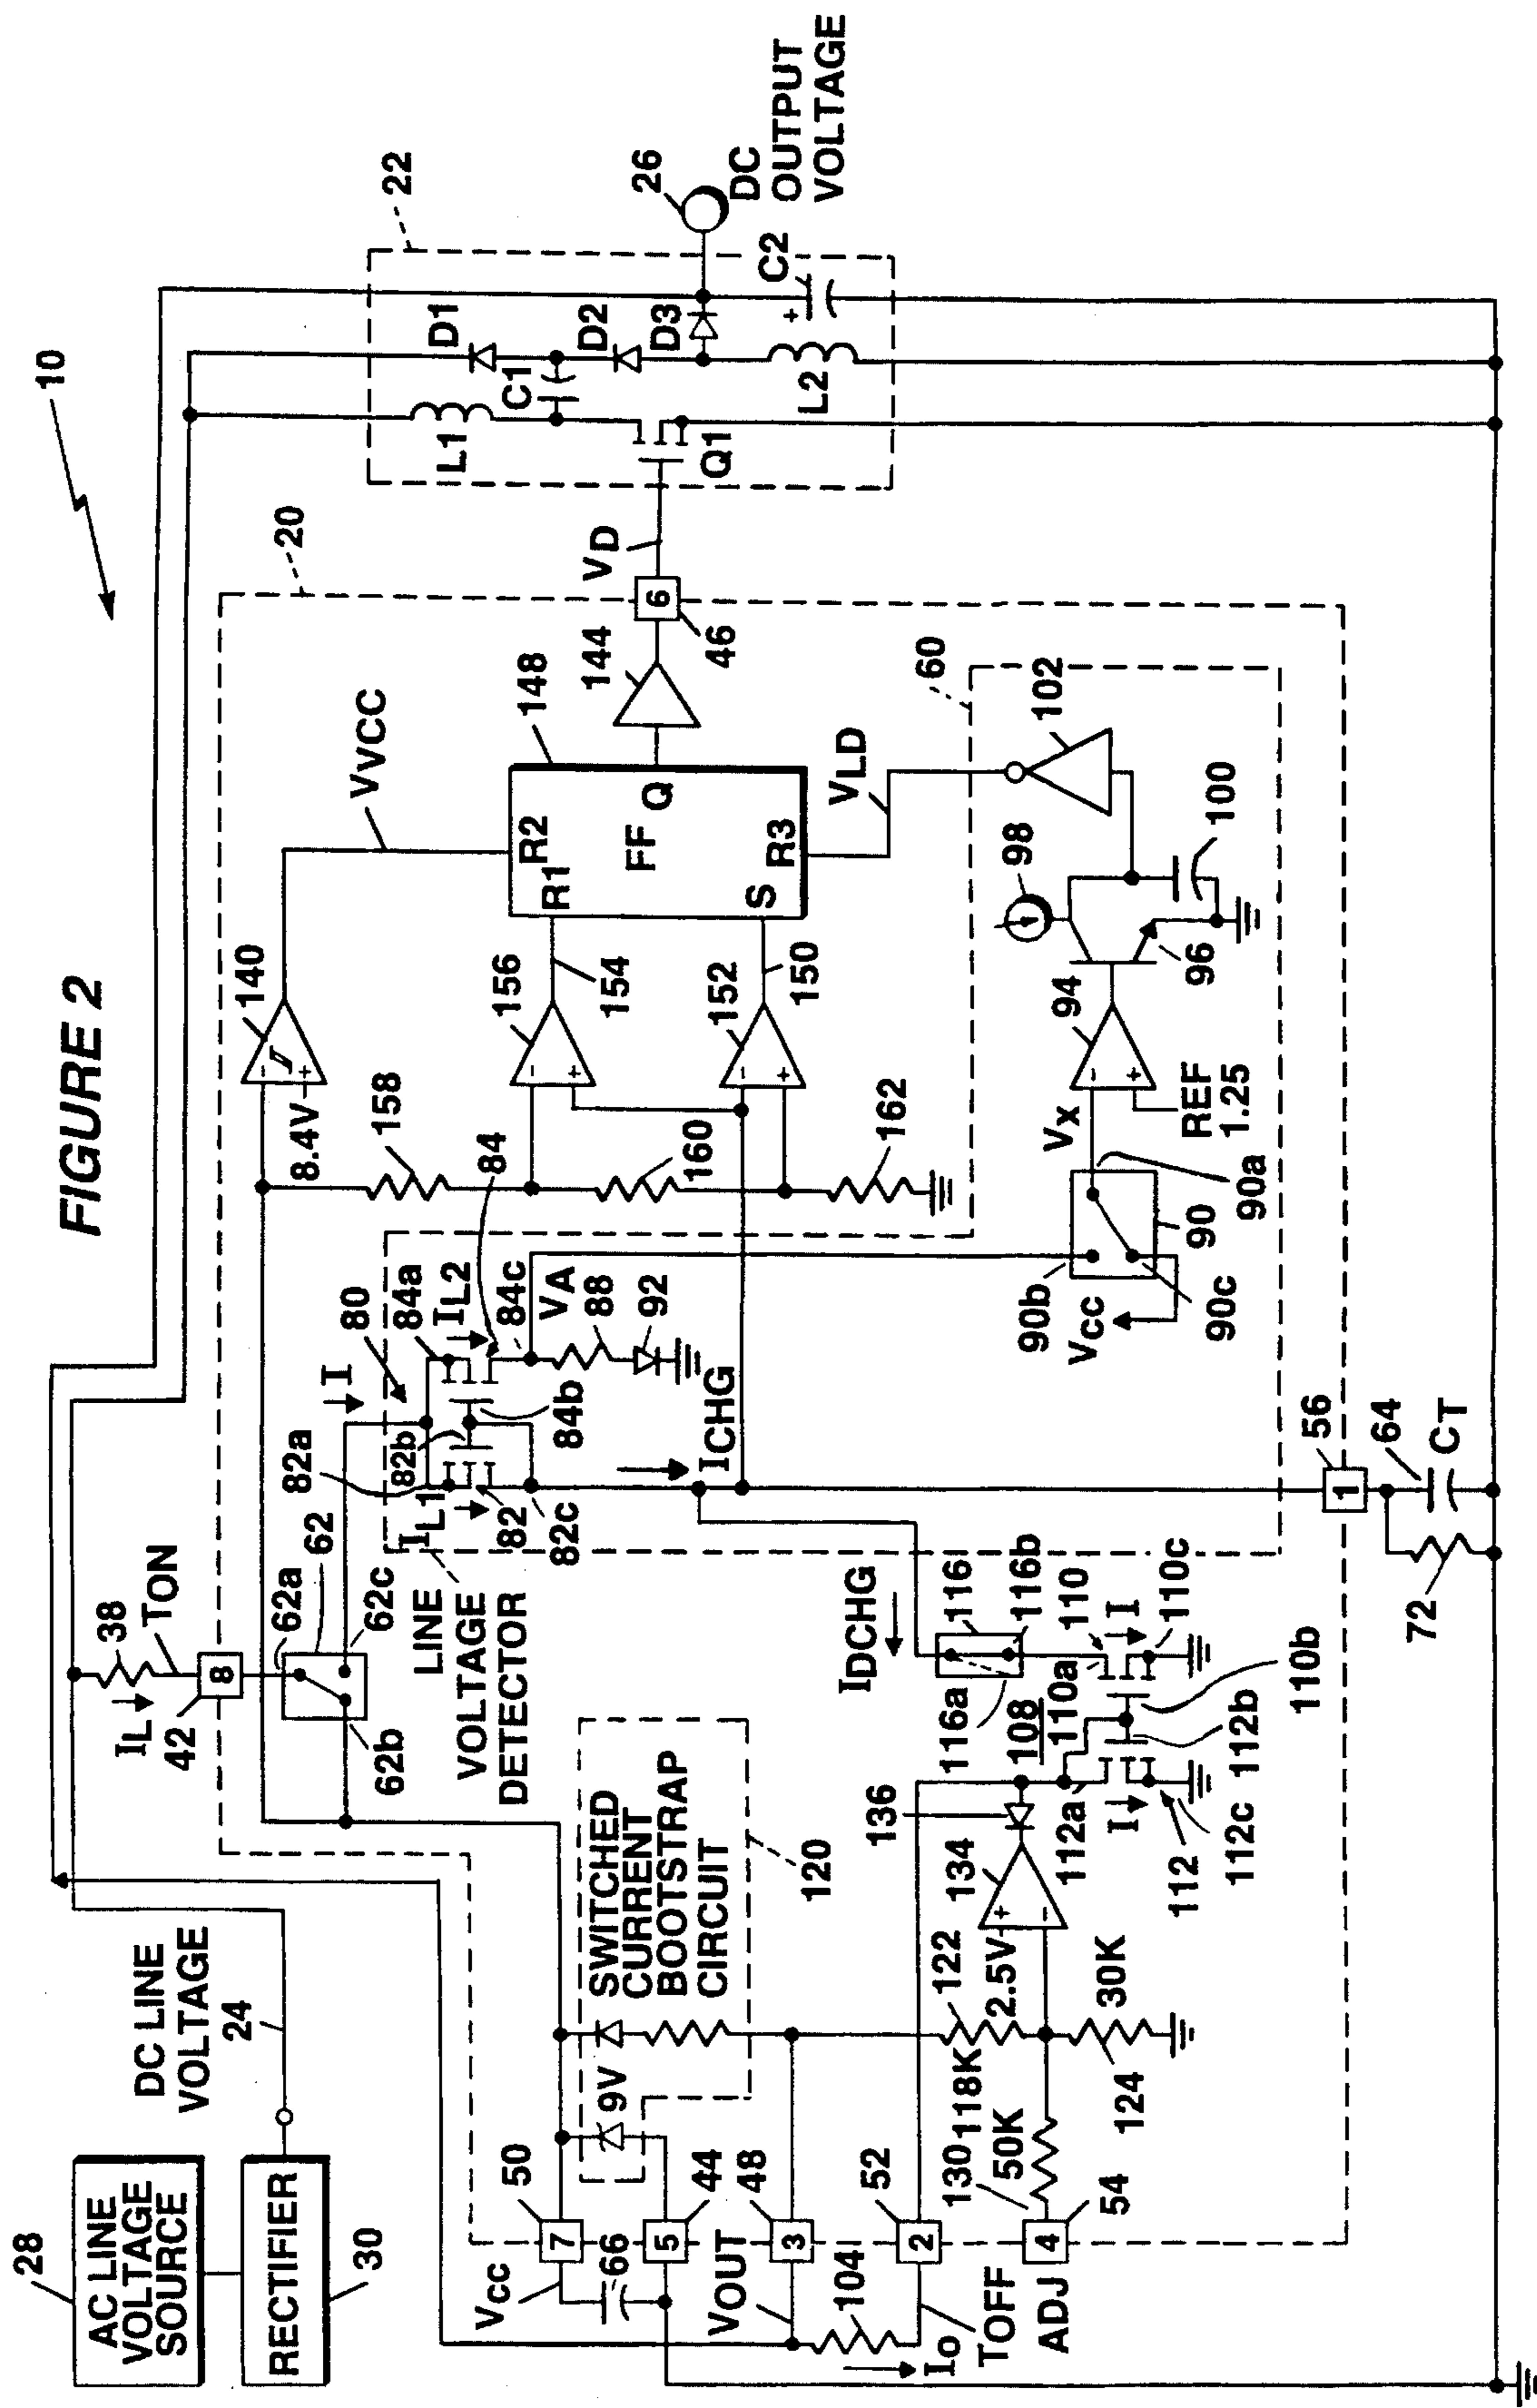 FIGURE 2
10
28
AC LINE
VOLTAGE
SOURCE
RECTIFIER
30
DC LINE
VOLTAGE
24
IL
38
TON
42
8
62a
62
62b
62c
LINE
VOLTAGE
DETECTOR
I
80
82a
82b
IL1
82
82c
84a
IL2
84
84b
84c
VA
88
92
ICHG
140
8.4V
-
+
158
160
162
156
-
+
154
152
-
+
150
VVCC
148
R2
R1
FF
Q
S
R3
144
VLD
20
6
46
VD
22
D1
L1
C1
D2
D3
Q1
L2
C2
+
26
DC
OUTPUT
VOLTAGE
60
102
98
100
96
94
-
+
VX
REF
1.25
90
90a
90b
90c
VCC
50
7
VCC
66
5
44
9V
SWITCHED
CURRENT
BOOTSTRAP
CIRCUIT
120
VOUT
3
48
104
IO
2
52
TOFF
ADJ
4
54
130
50K
118K
122
2.5V
+
-
30K
124
134
136
IDCHG
116
116a
116b
108
110
110a
110b
110c
I
112
112a
112b
112c
I
56
1
64
CT
72